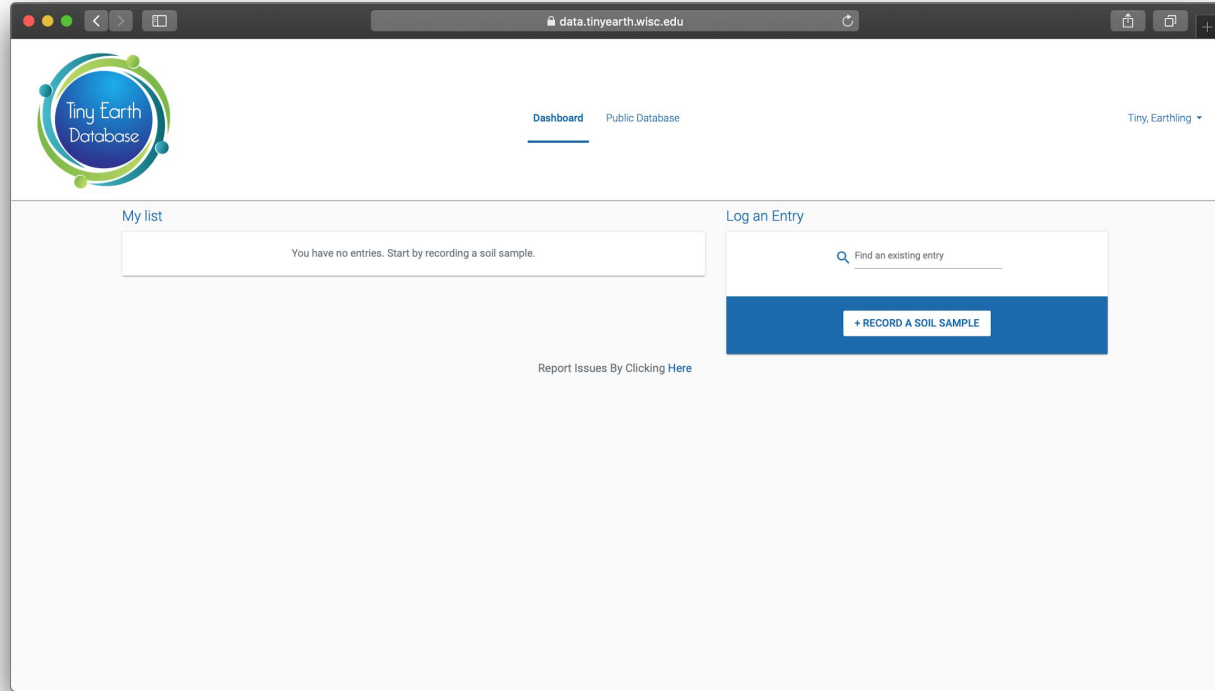 data.tinyearth.wisc.edu
Tiny Earth
Database
Dashboard
Public Database
Tiny, Earthling
My list
You have no entries. Start by recording a soil sample.
Log an Entry
Find an existing entry
+ RECORD A SOIL SAMPLE
Report Issues By Clicking Here